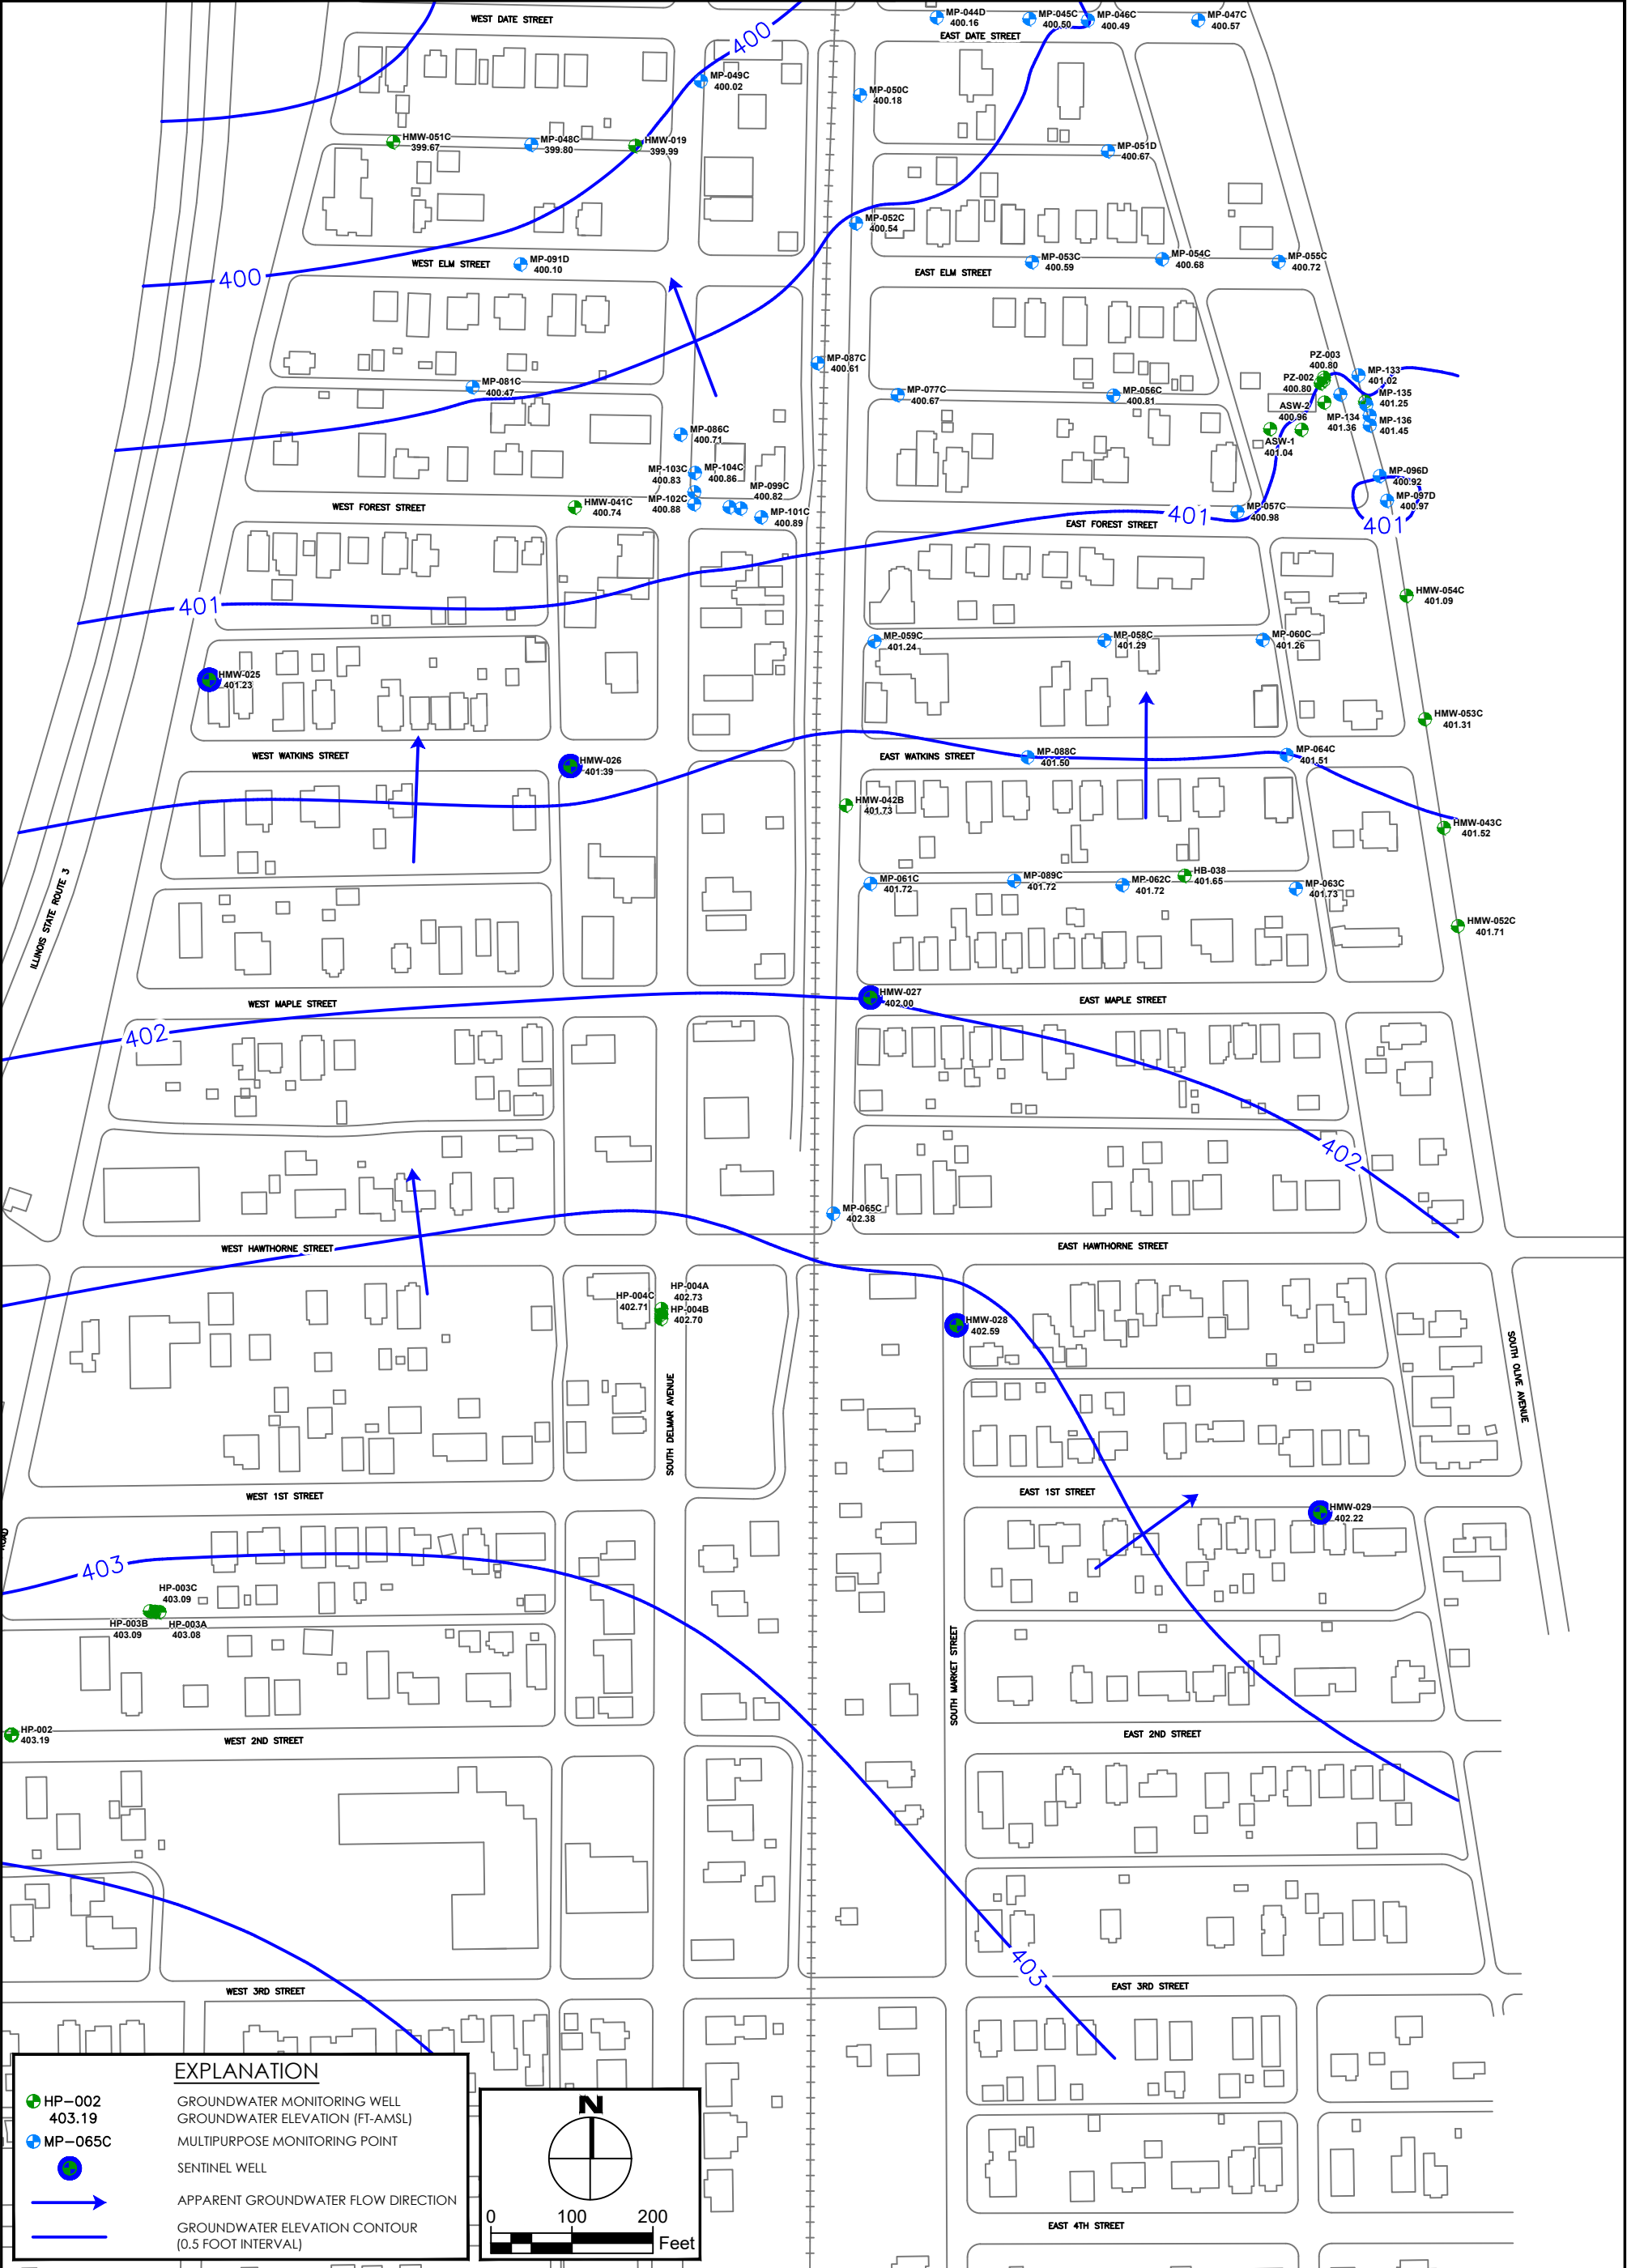 WEST DATE STREET
MP-044D
400.16
MP-045C
400.50
MP-046C
400.49
MP-047C
400.57
EAST DATE STREET
400
MP-049C
400.02
MP-050C
400.18
HMW-051C
399.67
MP-048C
399.80
HMW-019
399.99
MP-051D
400.67
MP-052C
400.54
WEST ELM STREET
MP-091D
400.10
MP-053C
400.59
MP-054C
400.68
MP-055C
400.72
EAST ELM STREET
400
PZ-003
400.80
MP-087C
400.61
MP-133
401.02
PZ-002
400.80
MP-081C
400.47
MP-077C
400.67
MP-056C
400.81
MP-135
401.25
ASW-2
400.96
MP-134
401.36
MP-136
401.45
MP-086C
400.71
ASW-1
401.04
MP-103C
400.83
MP-104C
400.86
MP-096D
400.92
MP-099C
400.82
MP-102C
400.88
MP-097D
400.97
WEST FOREST STREET
HMW-041C
400.74
MP-101C
400.89
MP-057C
400.98
401
401
EAST FOREST STREET
401
HMW-054C
401.09
MP-059C
401.24
MP-058C
401.29
MP-060C
401.26
HMW-025
401.23
HMW-053C
401.31
WEST WATKINS STREET
EAST WATKINS STREET
MP-088C
401.50
MP-064C
401.51
HMW-026
401.39
HMW-042B
401.73
HMW-043C
401.52
ILLINOIS STATE ROUTE 3
MP-061C
401.72
MP-089C
401.72
MP-062C
401.72
HB-038
401.65
MP-063C
401.73
HMW-052C
401.71
WEST MAPLE STREET
HMW-027
402.00
EAST MAPLE STREET
402
402
MP-065C
402.38
WEST HAWTHORNE STREET
EAST HAWTHORNE STREET
HP-004C
402.71
HP-004A
402.73
HP-004B
402.70
HMW-028
402.59
SOUTH DELMAR AVENUE
SOUTH OLIVE AVENUE
WEST 1ST STREET
EAST 1ST STREET
HMW-029
402.22
403
HP-003C
403.09
HP-003B
403.09
HP-003A
403.08
SOUTH MARKET STREET
HP-002
403.19
WEST 2ND STREET
EAST 2ND STREET
403
WEST 3RD STREET
EAST 3RD STREET
EAST 4TH STREET
EXPLANATION
HP-002
403.19
GROUNDWATER MONITORING WELL
GROUNDWATER ELEVATION (FT-AMSL)
MP-065C
MULTIPURPOSE MONITORING POINT
SENTINEL WELL
APPARENT GROUNDWATER FLOW DIRECTION
GROUNDWATER ELEVATION CONTOUR
(0.5 FOOT INTERVAL)
N
0 100 200
Feet